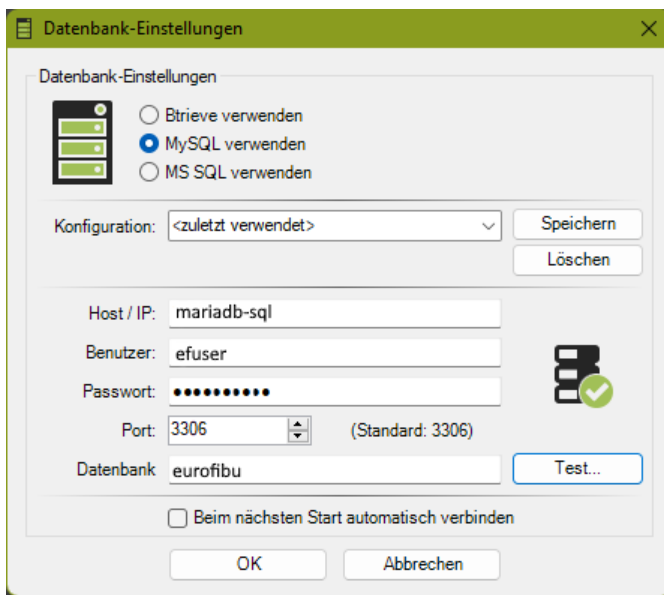 Datenbank-Einstellungen
Datenbank-Einstellungen
Btrieve verwenden
MySQL verwenden
MS SQL verwenden
Konfiguration: <zuletzt verwendet> Speichern
Löschen
Host / IP: mariadb-sql
Benutzer: efuser
Passwort: ●●●●●●●●●●
Port: 3306 (Standard: 3306)
Datenbank eurofibu Test...
Beim nächsten Start automatisch verbinden
OK Abbrechen